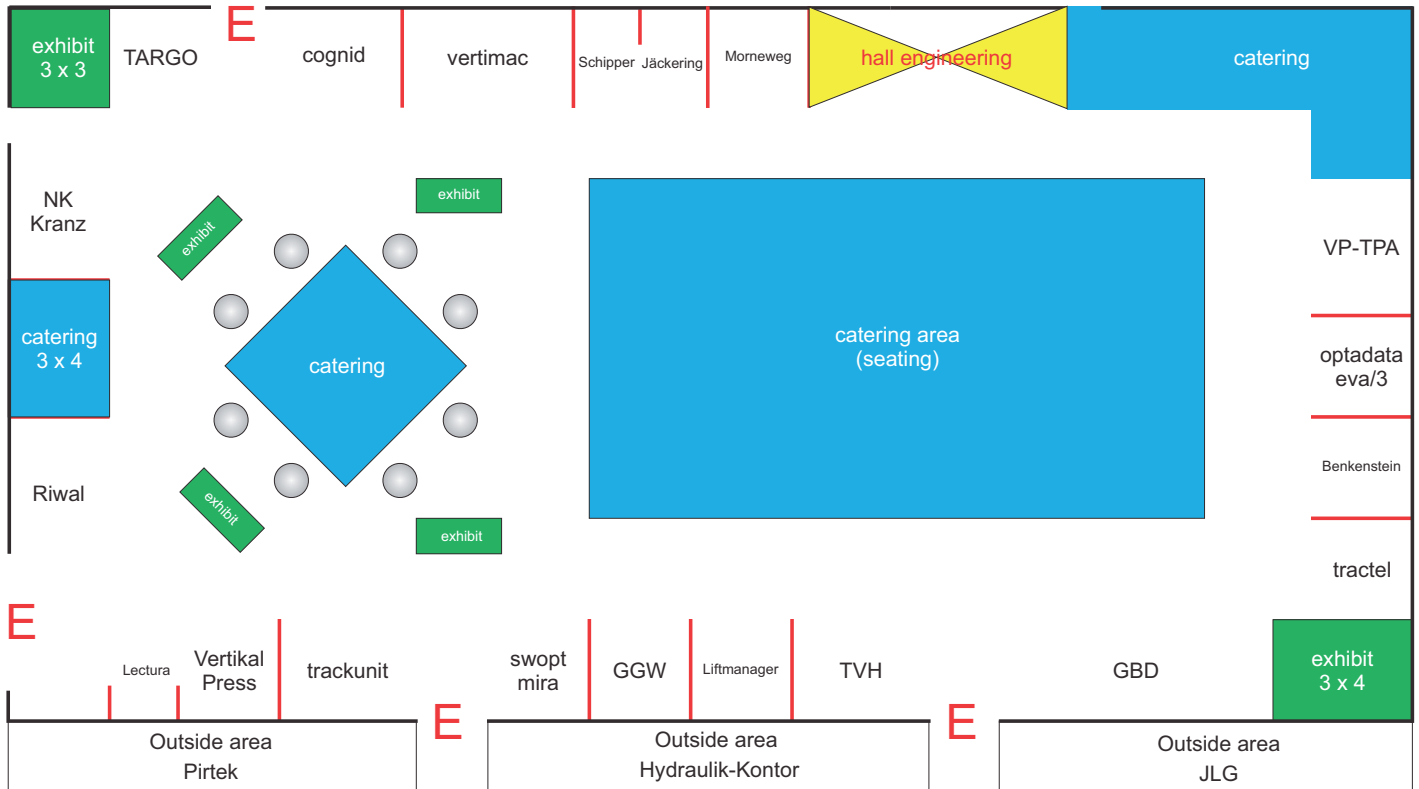 exhibit
3 x 3
TARGO
E
cognid
vertimac
Schipper
Jäckering
Morneweg
hall engineering
catering
NK
Kranz
exhibit
exhibit
VP-TPA
catering
3 x 4
catering
catering area
(seating)
optadata
eva/3
Benkenstein
Riwal
exhibit
exhibit
tractel
E
Lectura
Vertikal
Press
trackunit
swopt
mira
GGW
Liftmanager
TVH
GBD
exhibit
3 x 4
E
E
Outside area
Pirtek
Outside area
Hydraulik-Kontor
Outside area
JLG